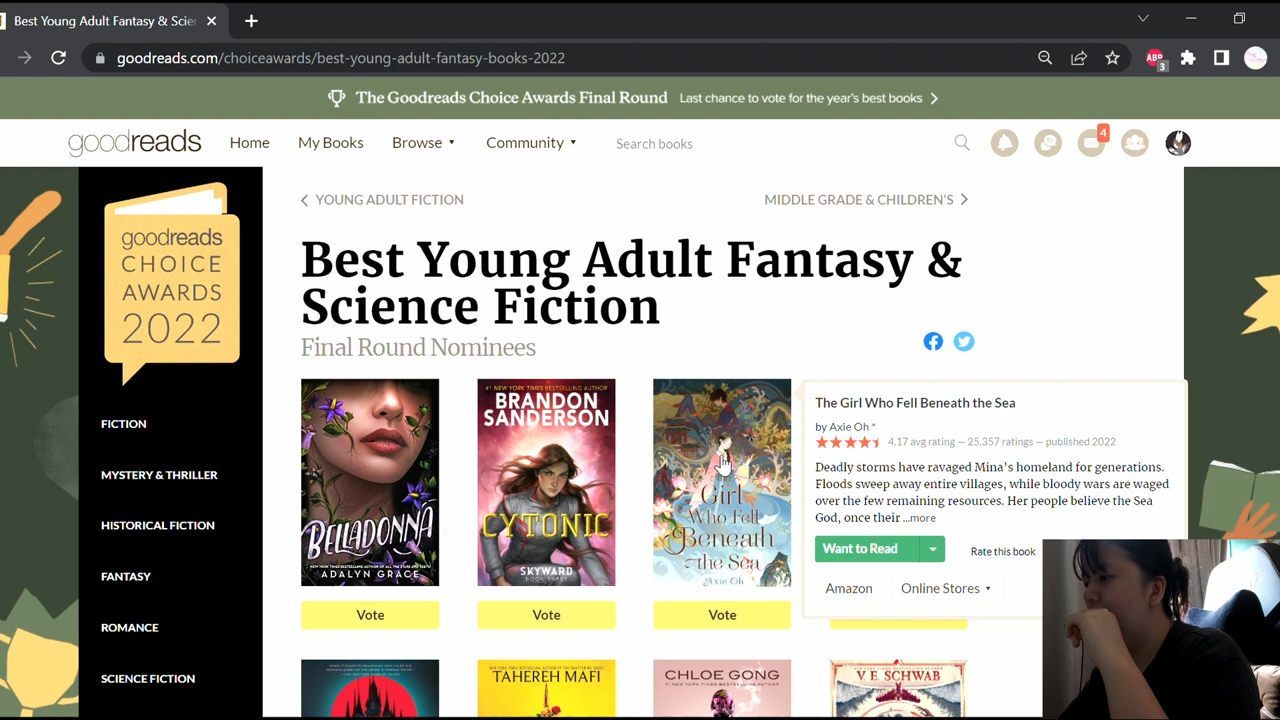 Best Young Adult Fantasy & Scien
goodreads.com/choiceawards/best-young-adult-fantasy-books-2022
ABP
3
The Goodreads Choice Awards Final Round Last chance to vote for the year's best books
goodreads
Home
My Books
Browse
Community
Search books
4
goodreads
CHOICE
AWARDS
2022
FICTION
MYSTERY & THRILLER
HISTORICAL FICTION
FANTASY
ROMANCE
SCIENCE FICTION
YOUNG ADULT FICTION
MIDDLE GRADE & CHILDREN'S
Best Young Adult Fantasy &
Science Fiction
Final Round Nominees
BELLADONNA
ADALYN GRACE
Vote
#1 NEW YORK TIMES BESTSELLING AUTHOR
BRANDON
SANDERSON
CYTONIC
SKYWARD
BOOK THREE
Vote
Girl
Who Fell
Beneath
the Sea
Axie Oh
Vote
The Girl Who Fell Beneath the Sea
by Axie Oh *
4.17 avg rating — 25,357 ratings — published 2022
Deadly storms have ravaged Mina's homeland for generations.
Floods sweep away entire villages, while bloody wars are waged
over the few remaining resources. Her people believe the Sea
God, once their ...more
Want to Read
Rate this book
Amazon
Online Stores
TAHEREH MAFI
CHLOE GONG
V. E. SCHWAB